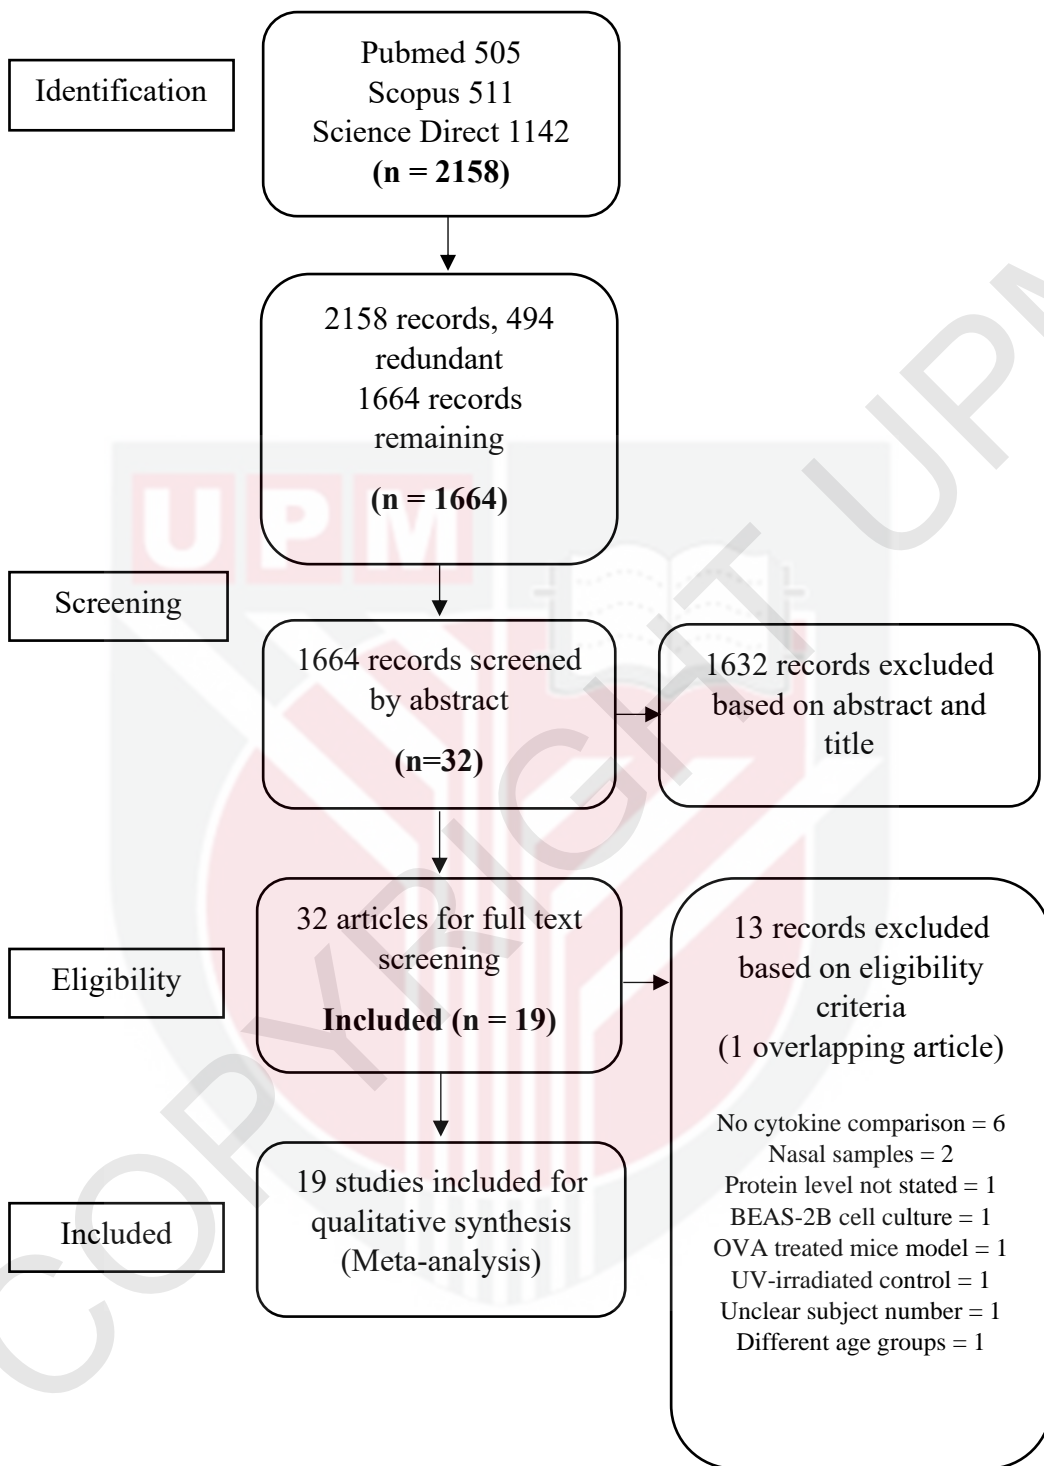 Identification
Pubmed 505
Scopus 511
Science Direct 1142
(n = 2158)
2158 records, 494
redundant
1664 records
remaining
(n = 1664)
Screening
1664 records screened
by abstract
(n=32)
1632 records excluded
based on abstract and
title
Eligibility
32 articles for full text
screening
Included (n = 19)
13 records excluded
based on eligibility
criteria
(1 overlapping article)
No cytokine comparison = 6
Nasal samples = 2
Protein level not stated = 1
BEAS-2B cell culture = 1
OVA treated mice model = 1
UV-irradiated control = 1
Unclear subject number = 1
Different age groups = 1
Included
19 studies included for
qualitative synthesis
(Meta-analysis)
UPM
COPYRIGHT UPM